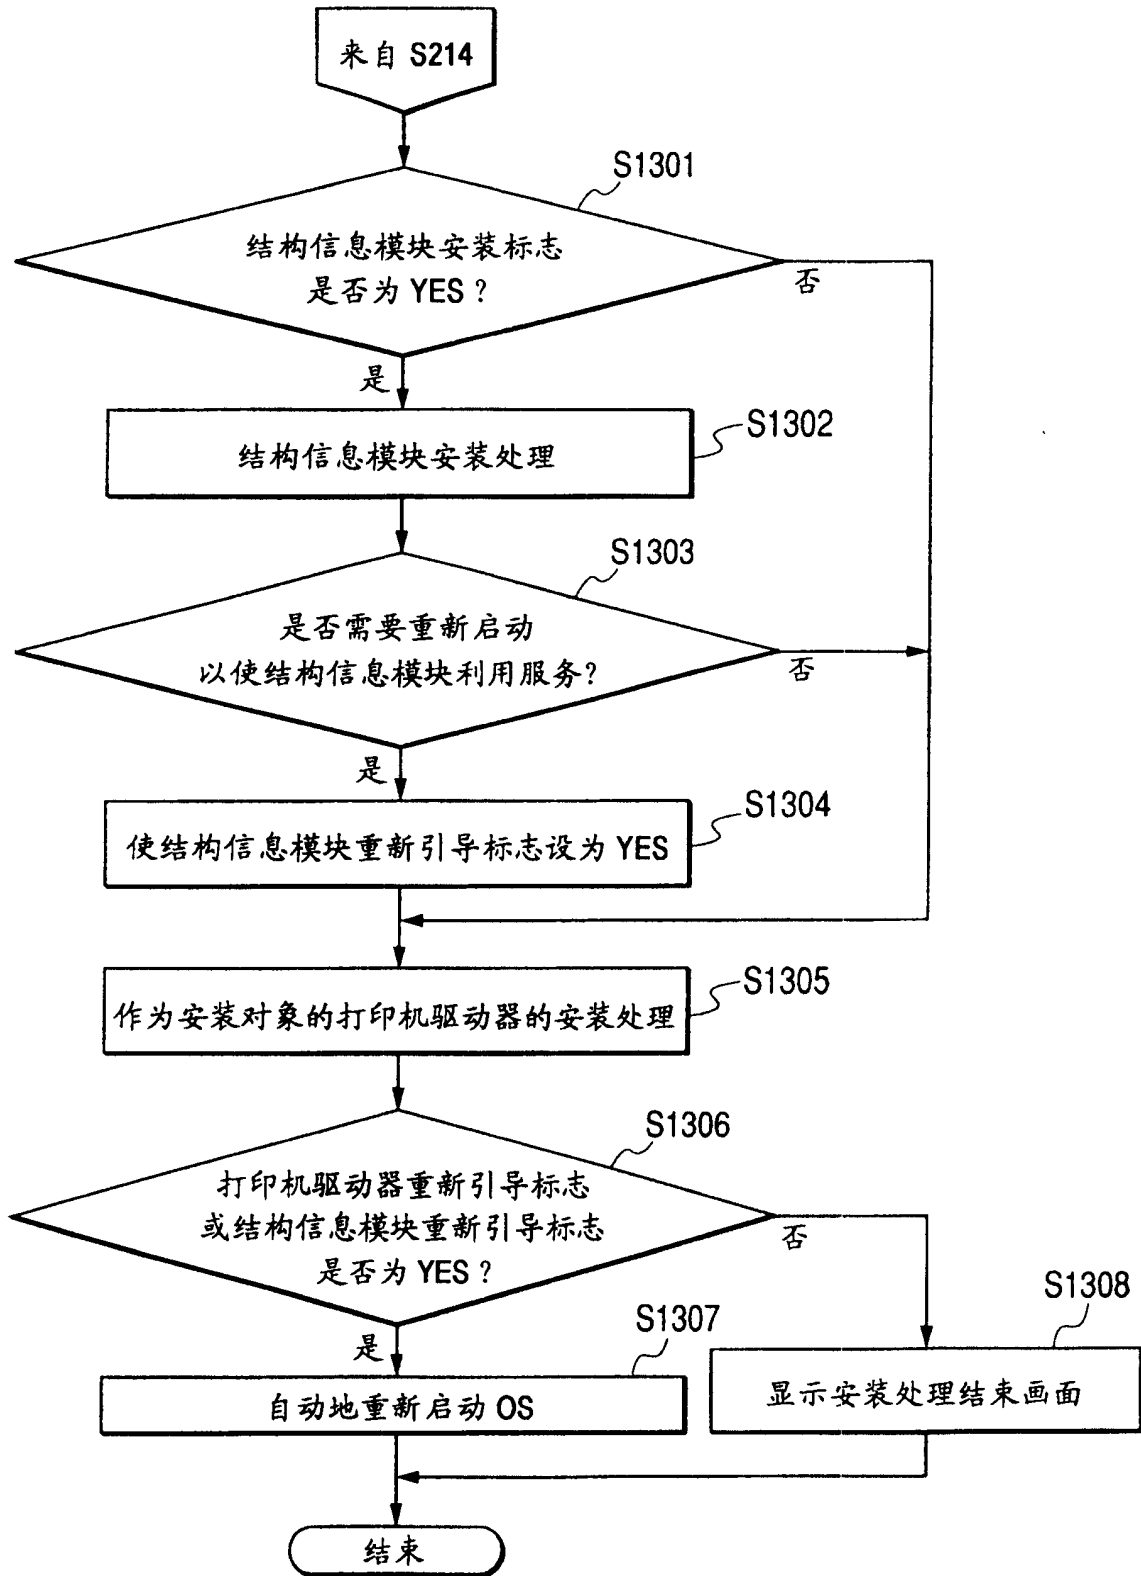 来自 S214
S1301
结构信息模块安装标志
是否为 YES？
否
是
S1302
结构信息模块安装处理
S1303
是否需要重新启动
以使结构信息模块利用服务?
否
是
S1304
使结构信息模块重新引导标志设为 YES
S1305
作为安装对象的打印机驱动器的安装处理
S1306
打印机驱动器重新引导标志
或结构信息模块重新引导标志
是否为 YES？
否
是
S1307
S1308
自动地重新启动 OS
显示安装处理结束画面
结束